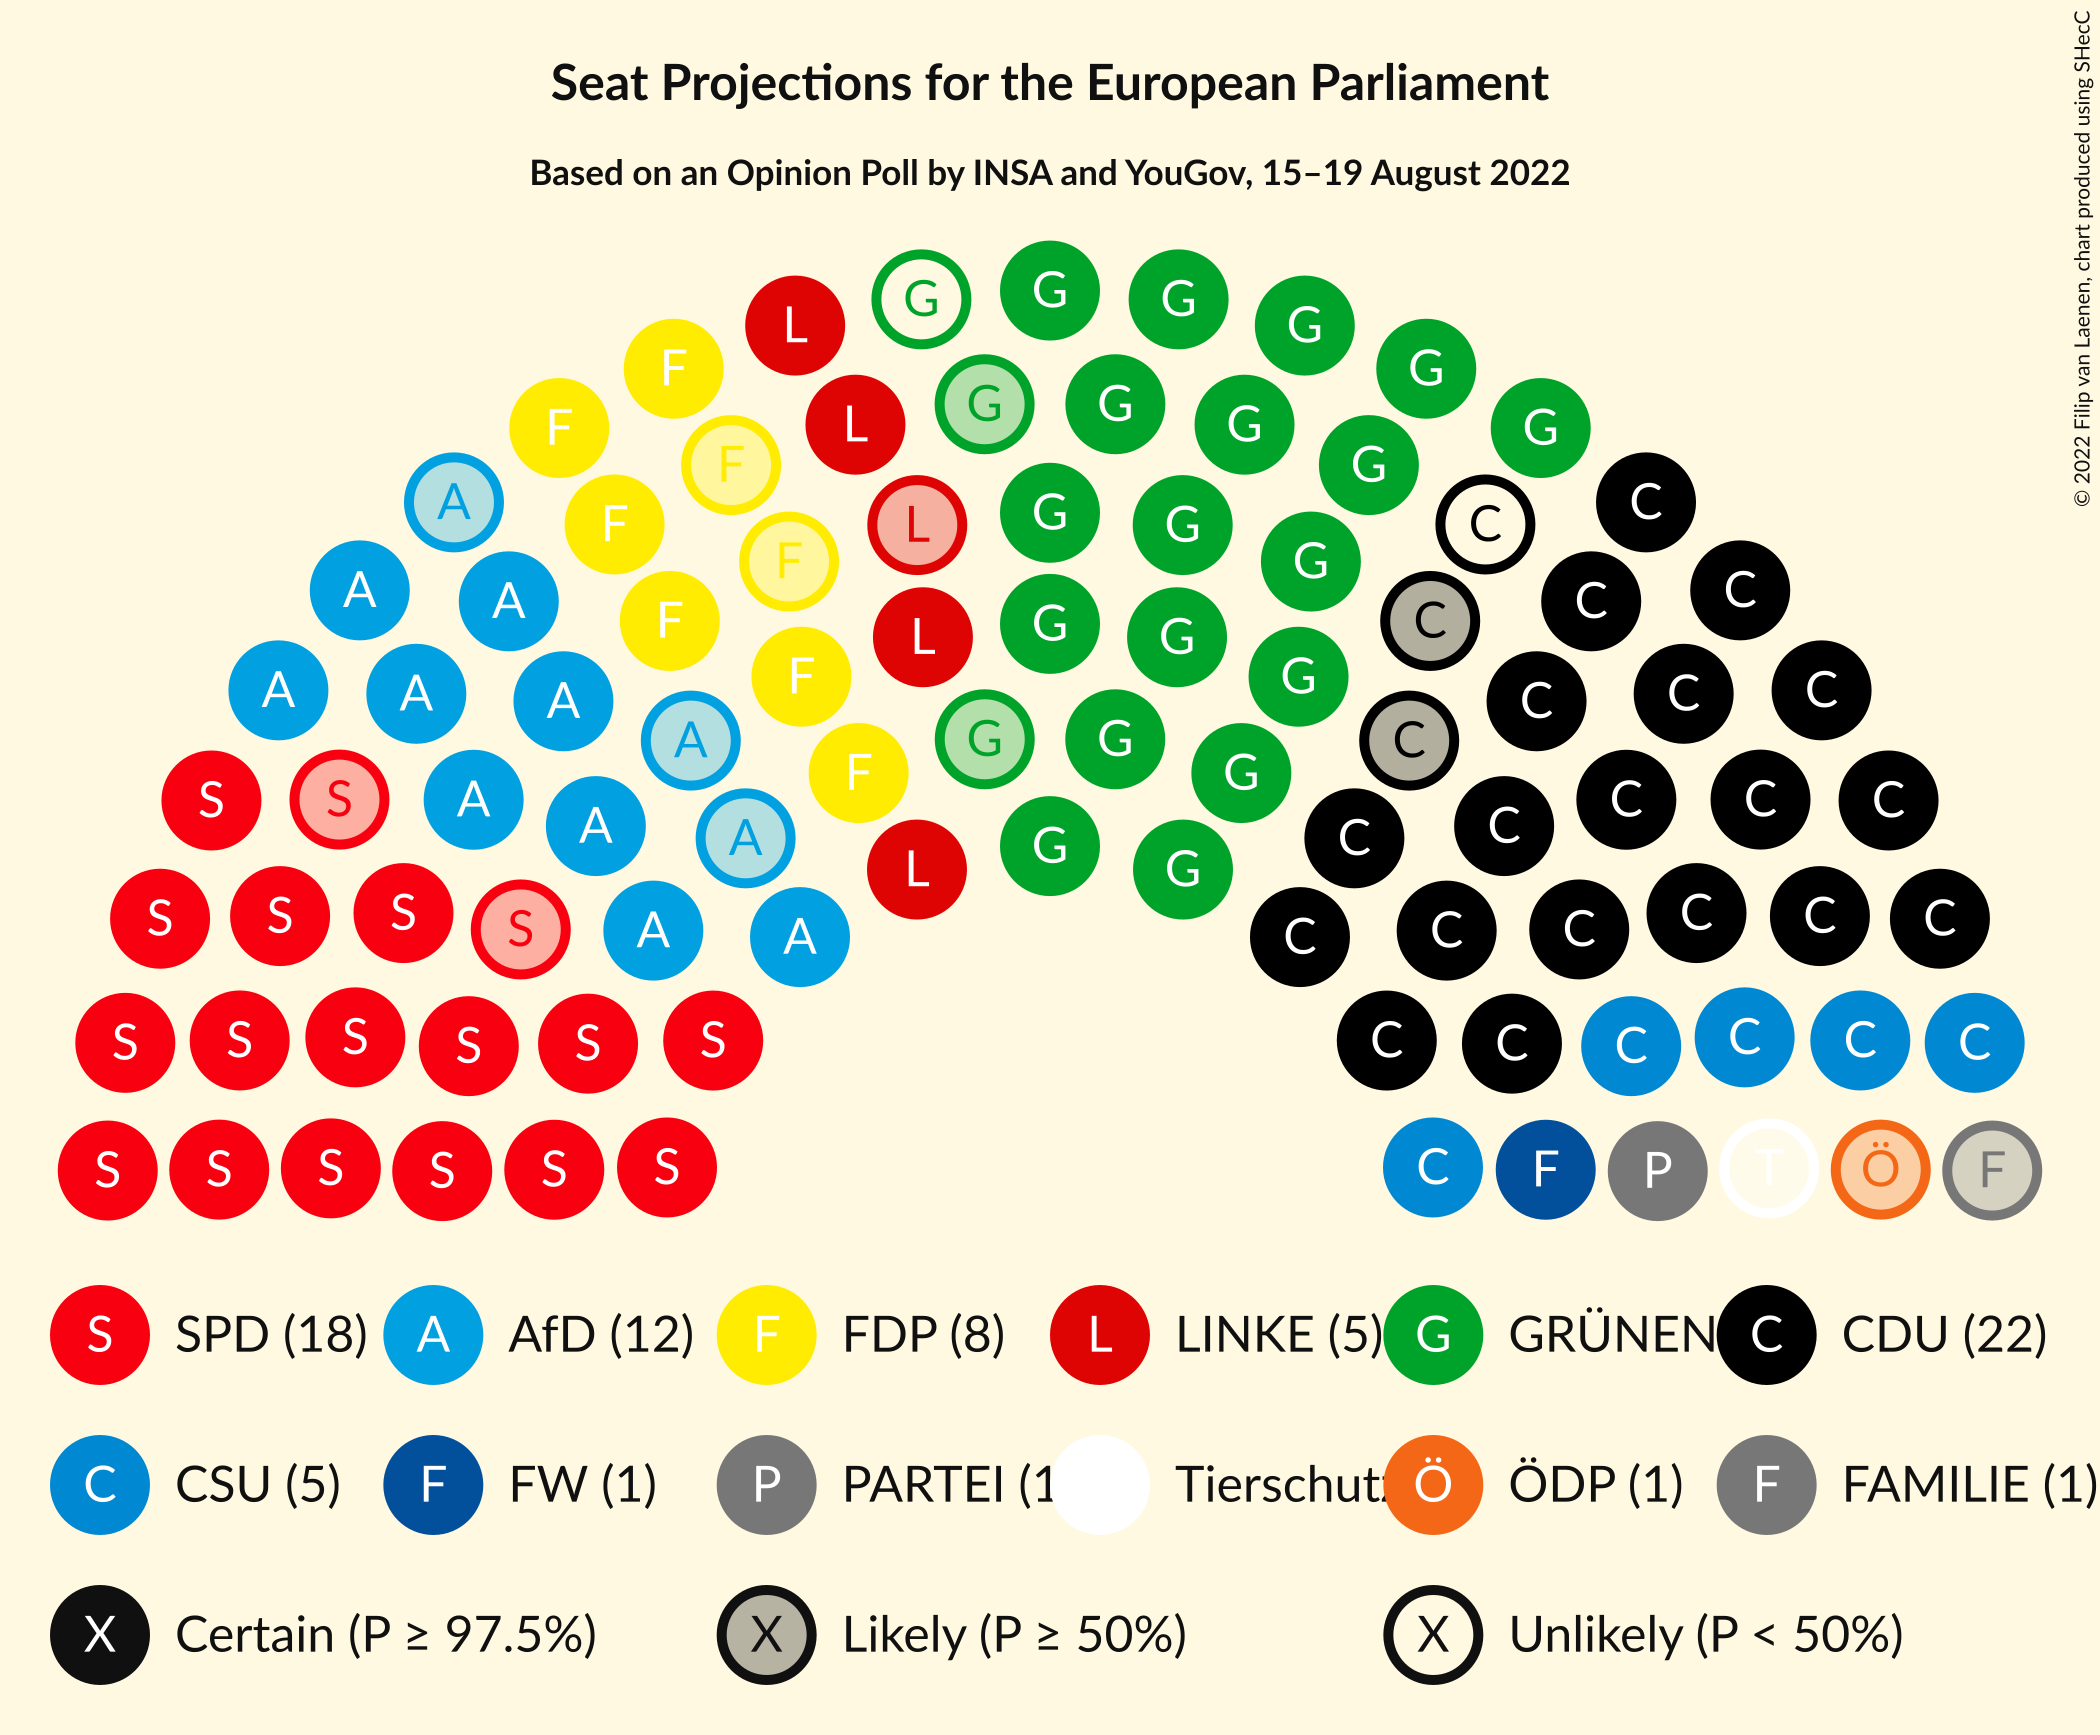 Seat Projections for the European Parliament
Based on an Opinion Poll by INSA and YouGov, 15–19 August 2022
© 2022 Filip van Laenen, chart produced using SHecC
G G G G
L G
F G
F L G G G G
A F G C
F L G G C
A A F F G C C C
F L G G G C
A A A F G C C C
A G G G C
S S A A A F C C C C C
S S S S A A L G G C C C C C C
S S S S S S C C C C C C
S S S S S S C F P T Ö F
S SPD (18) A AfD (12) F FDP (8) L LINKE (5) G GRÜNEN C CDU (22)
C CSU (5) F FW (1) P PARTEI (1 Tierschutz Ö ÖDP (1) F FAMILIE (1)
X Certain (P ≥ 97.5%) X Likely (P ≥ 50%) X Unlikely (P < 50%)